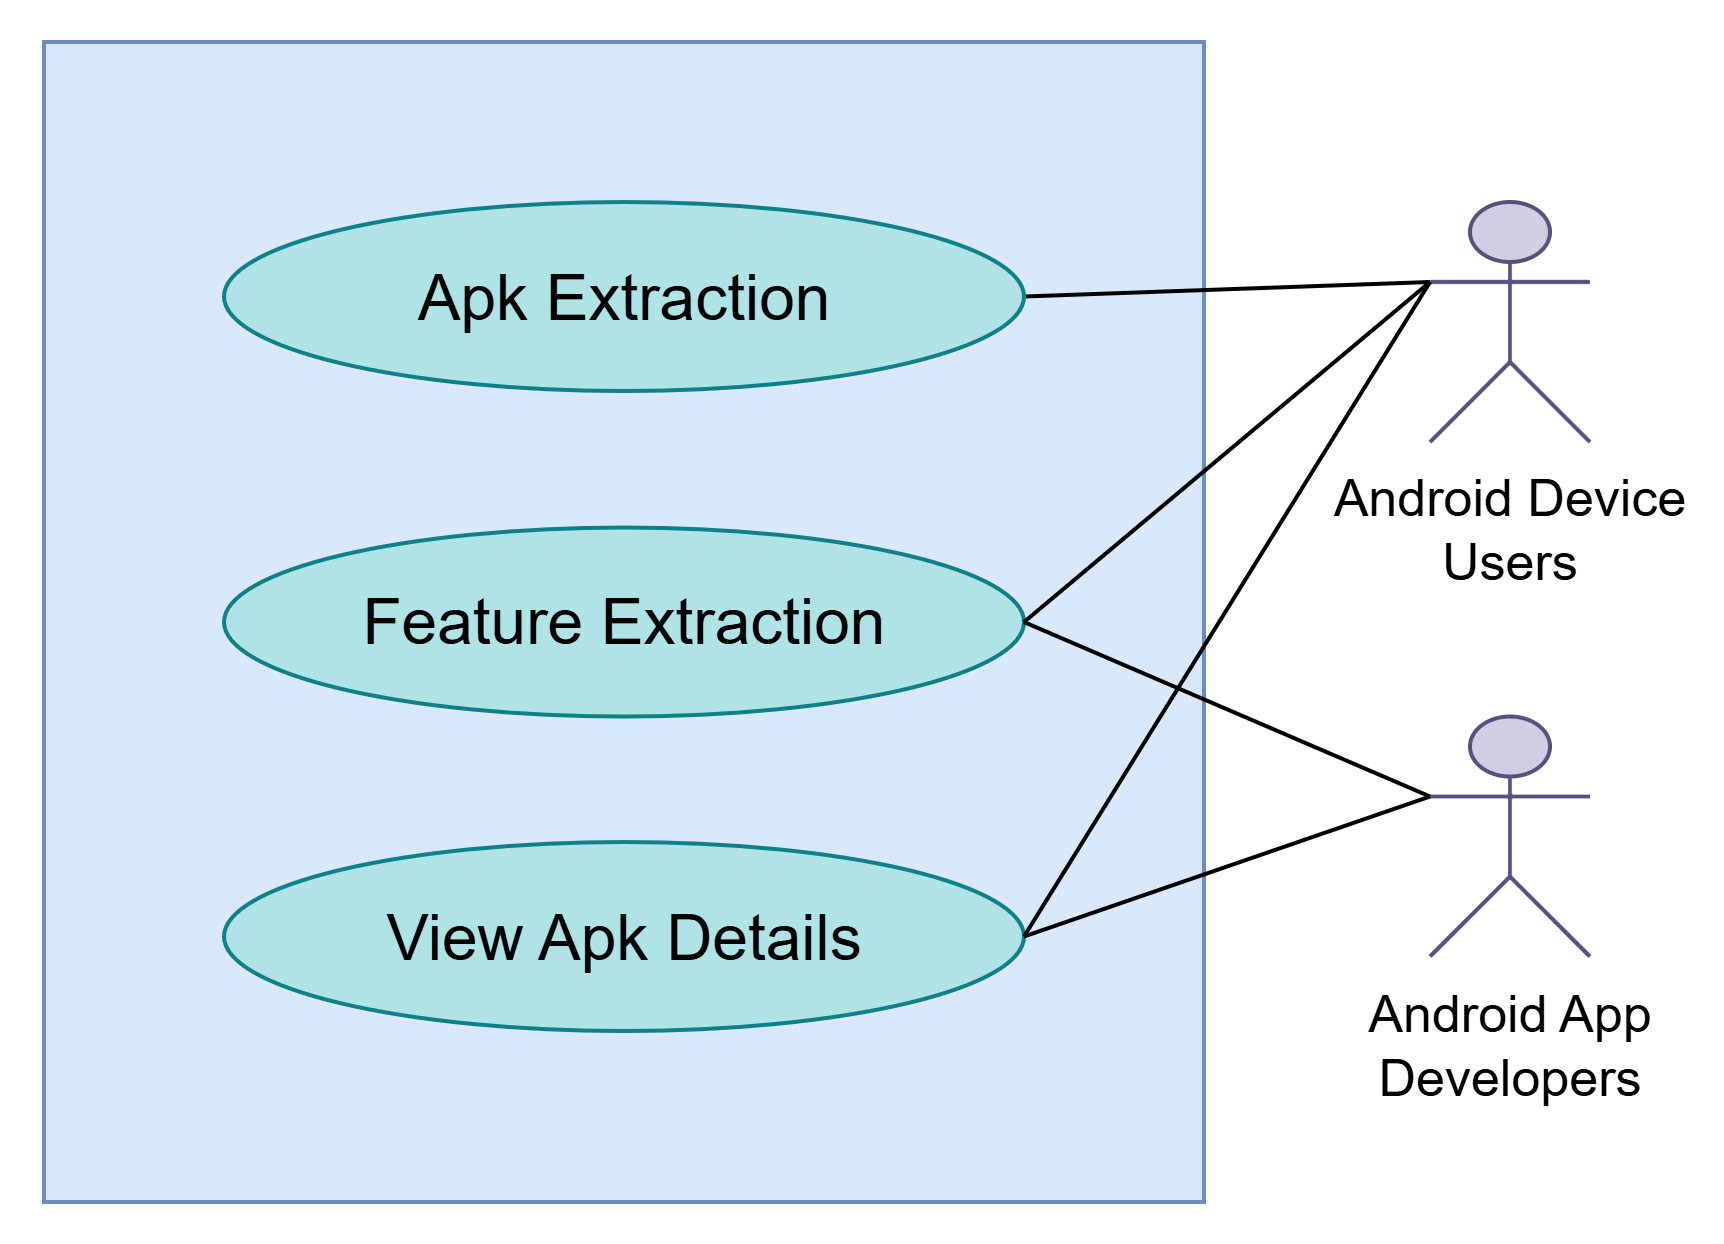 Apk Extraction
Feature Extraction
View Apk Details
Android Device
Users
Android App
Developers